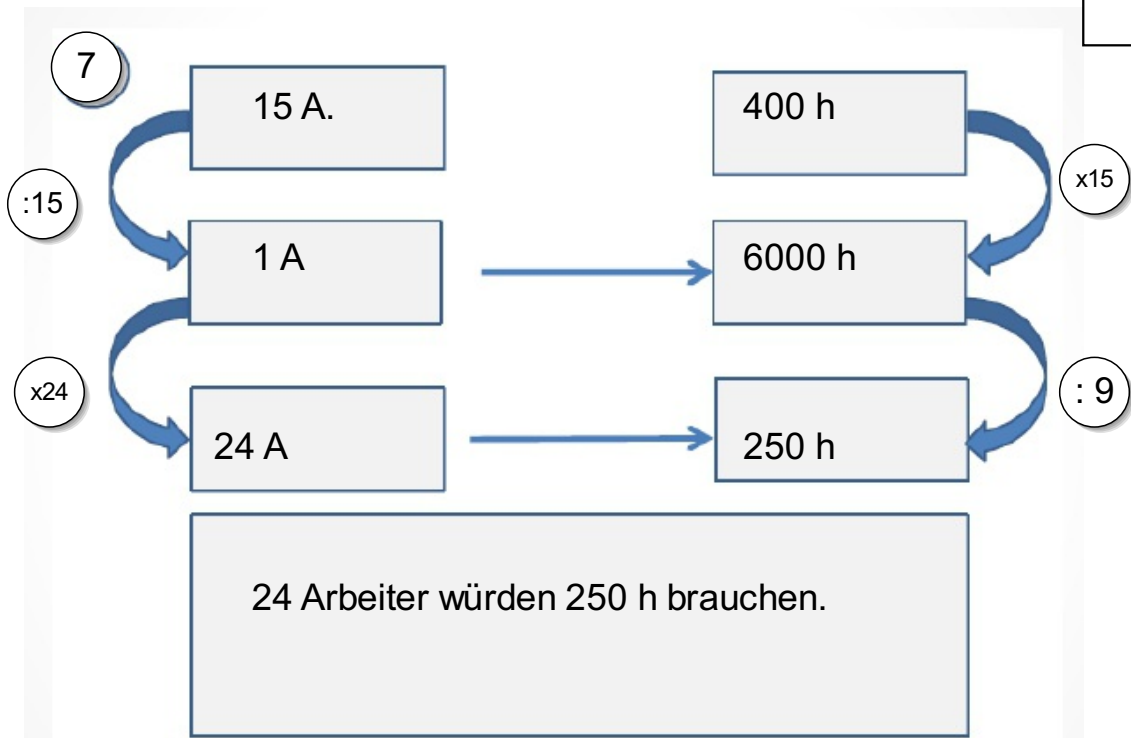 7
15 A.
400 h
:15
x15
1 A
6000 h
x24
: 9
24 A
250 h
24 Arbeiter würden 250 h brauchen.